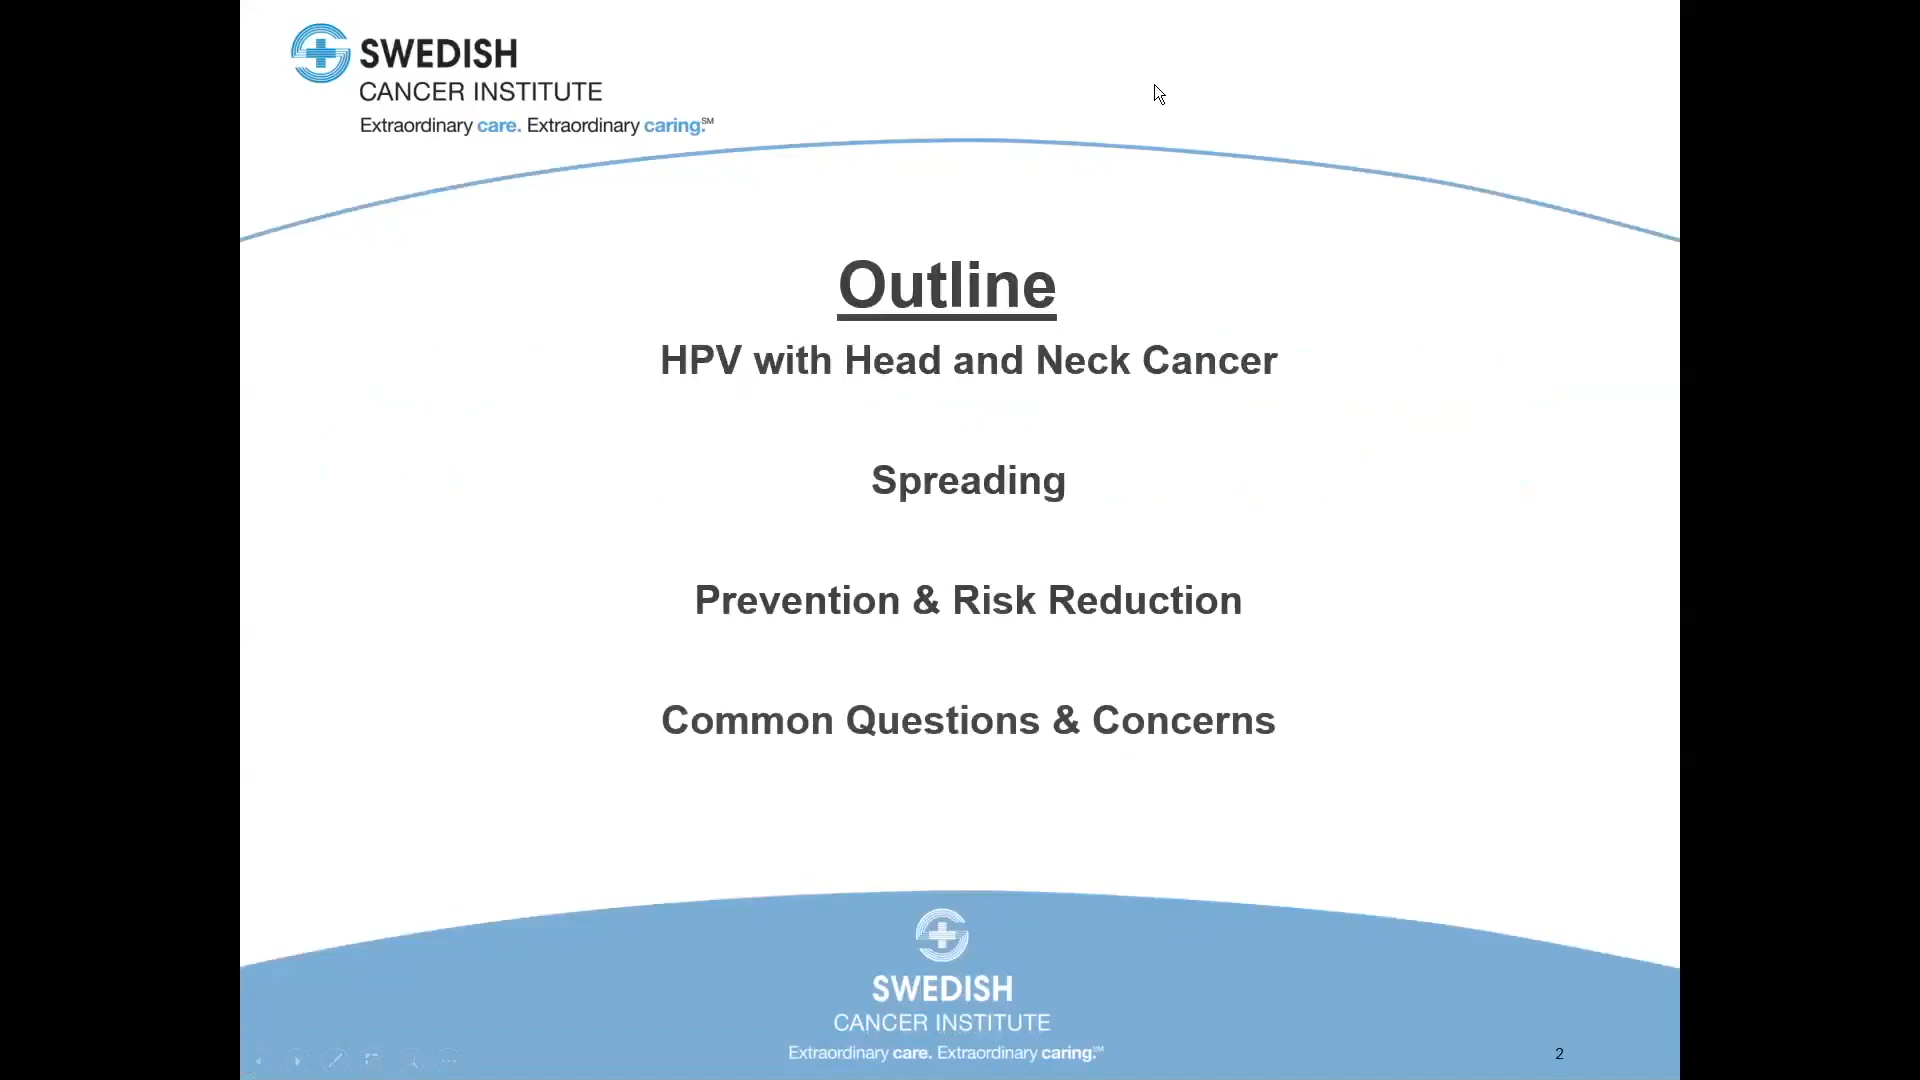 SWEDISH
CANCER INSTITUTE
Extraordinary care. Extraordinary caring.℠
Outline
HPV with Head and Neck Cancer
Spreading
Prevention & Risk Reduction
Common Questions & Concerns
SWEDISH
CANCER INSTITUTE
Extraordinary care. Extraordinary caring.℠
2